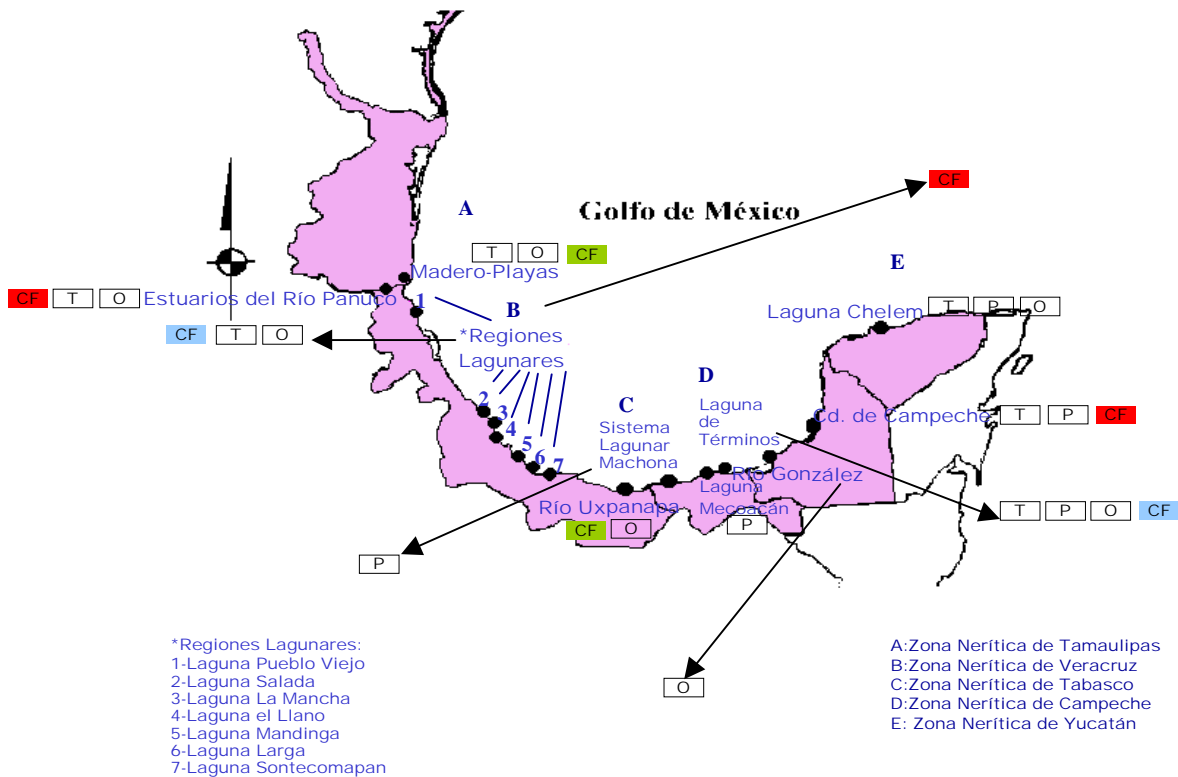 CF
A
Golfo de México
T O CF
Madero-Playas
E
CF T O Estuarios del Río Panuco
1
B
Laguna Chelem T P O
CF T O
*Regiones
Lagunares
D
2
C
Laguna
de
Términos
3
Cd. de Campeche T P CF
4
Sistema
Lagunar
Machona
5
6
7
Río González
Laguna
Mecoacán
Río Uxpanapa
T P O CF
CF O
P
P
O
*Regiones Lagunares:
1-Laguna Pueblo Viejo
2-Laguna Salada
3-Laguna La Mancha
4-Laguna el Llano
5-Laguna Mandinga
6-Laguna Larga
7-Laguna Sontecomapan
A:Zona Nerítica de Tamaulipas
B:Zona Nerítica de Veracruz
C:Zona Nerítica de Tabasco
D:Zona Nerítica de Campeche
E: Zona Nerítica de Yucatán